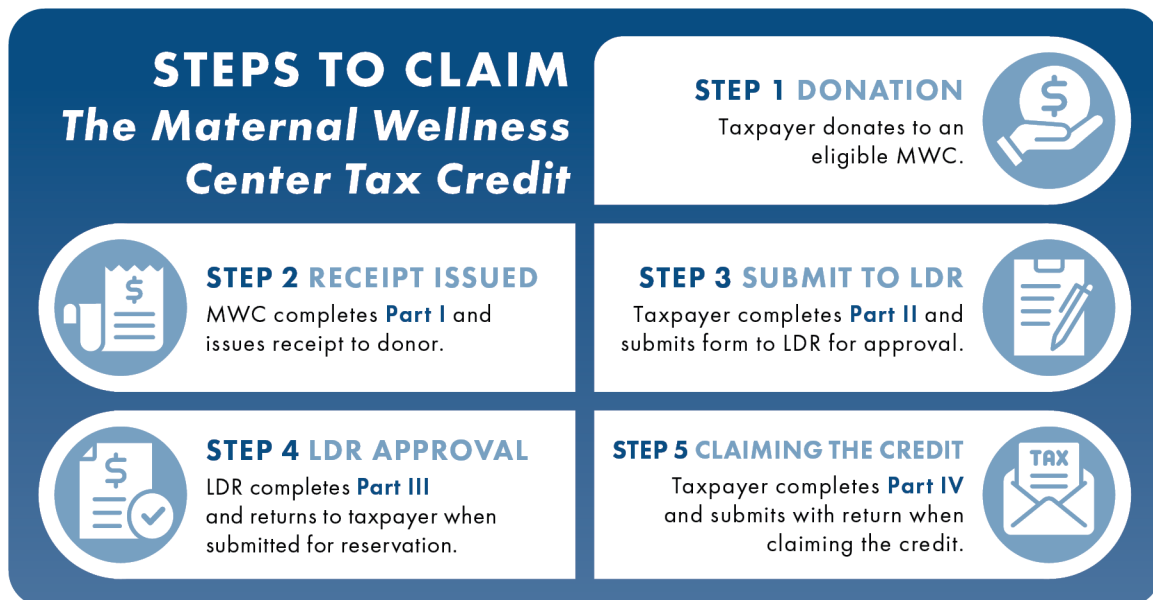 STEPS TO CLAIM
The Maternal Wellness
Center Tax Credit
STEP 1 DONATION
Taxpayer donates to an
eligible MWC.
$
STEP 2 RECEIPT ISSUED
MWC completes Part I and
issues receipt to donor.
$
STEP 3 SUBMIT TO LDR
Taxpayer completes Part II and
submits form to LDR for approval.
STEP 4 LDR APPROVAL
LDR completes Part III
and returns to taxpayer when
submitted for reservation.
$
STEP 5 CLAIMING THE CREDIT
Taxpayer completes Part IV
and submits with return when
claiming the credit.
TAX